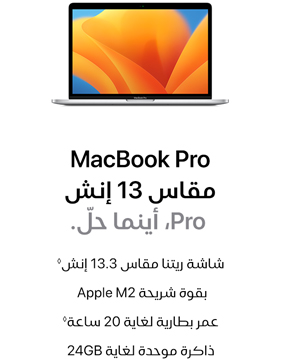 MacBook Pro
مقاس 13 إنش
Pro، أينما حلّ.
شاشة ريتنا مقاس 13.3 إنش◊
بقوة شريحة Apple M2
عمر بطارية لغاية 20 ساعة◊
ذاكرة موحدة لغاية 24GB